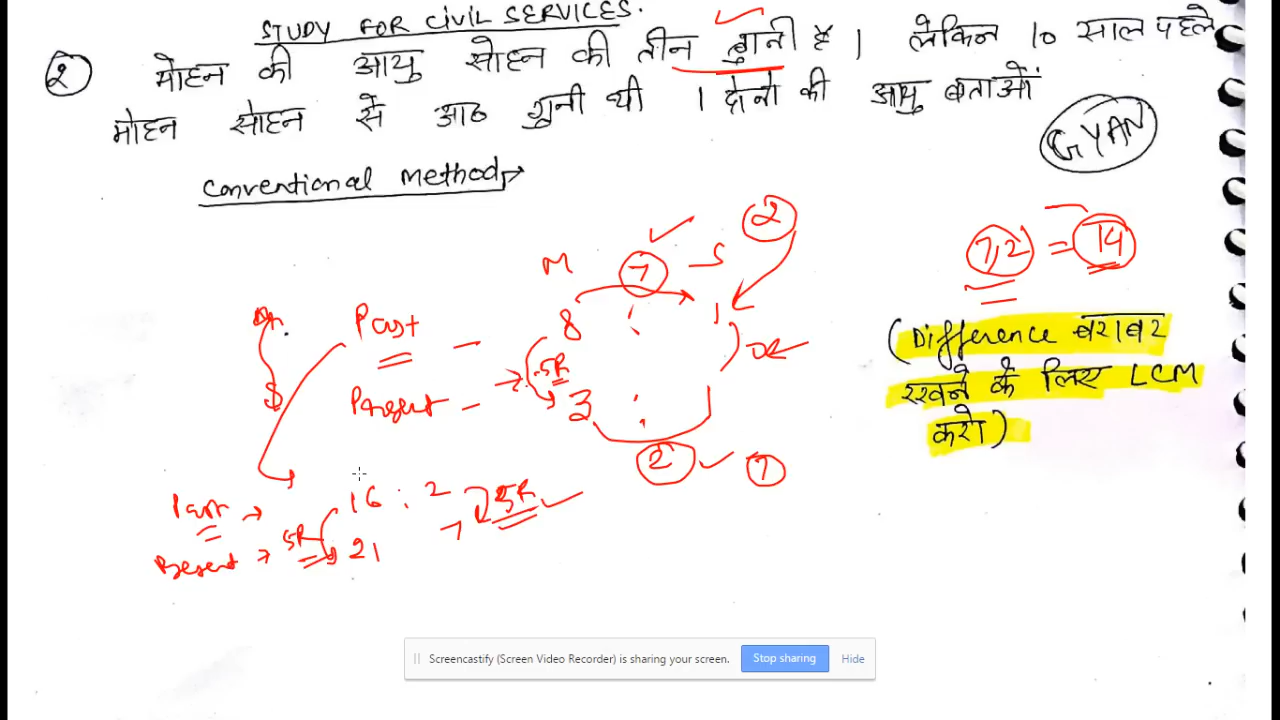 STUDY FOR CIVIL SERVICES.
② मोहन की आयु सोहन की तीन गुनी है । लेकिन 10 साल पहले
मोहन सोहन से आठ गुनी थी । दोनो की आयु बताओं
GYAN
Conventional Method
M 7 S 2
7,2 = 14
Past 8 : 1
5R
Present 3 :
2 7
(Difference बराबर
रखने के लिए LCM
करो)
Past → 16 : 2 5R
Present → 5R 21 7
Screencastify (Screen Video Recorder) is sharing your screen. Stop sharing Hide